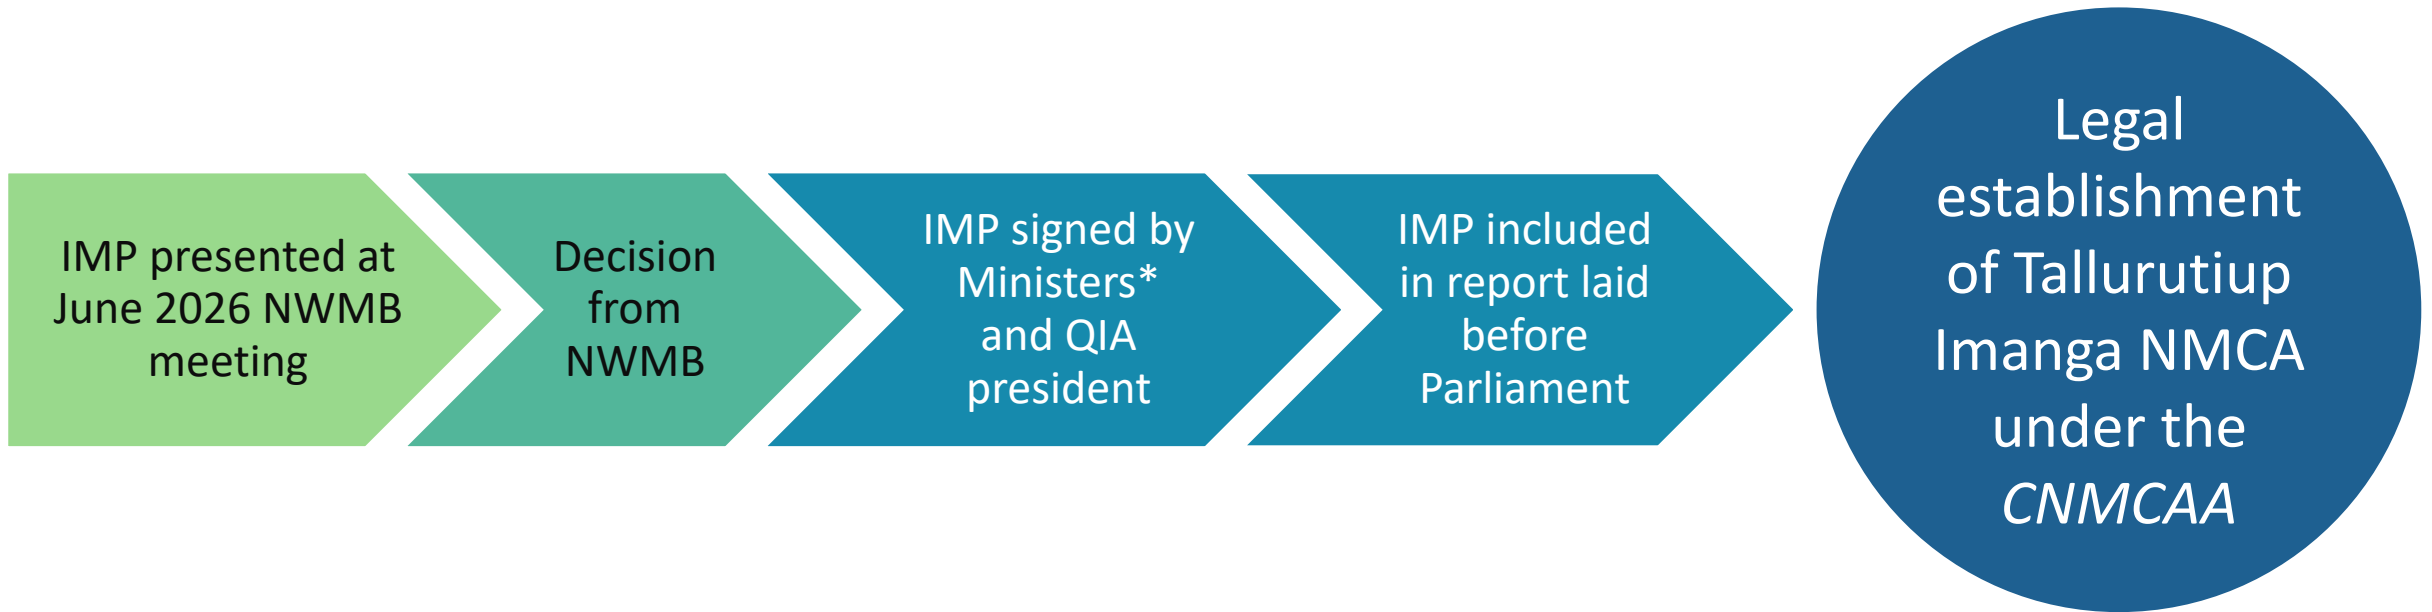 IMP presented at
June 2026 NWMB
meeting
Decision
from
NWMB
IMP signed by
Ministers*
and QIA
president
IMP included
in report laid
before
Parliament
Legal
establishment
of Tallurutiup
Imanga NMCA
under the
CNMCAA